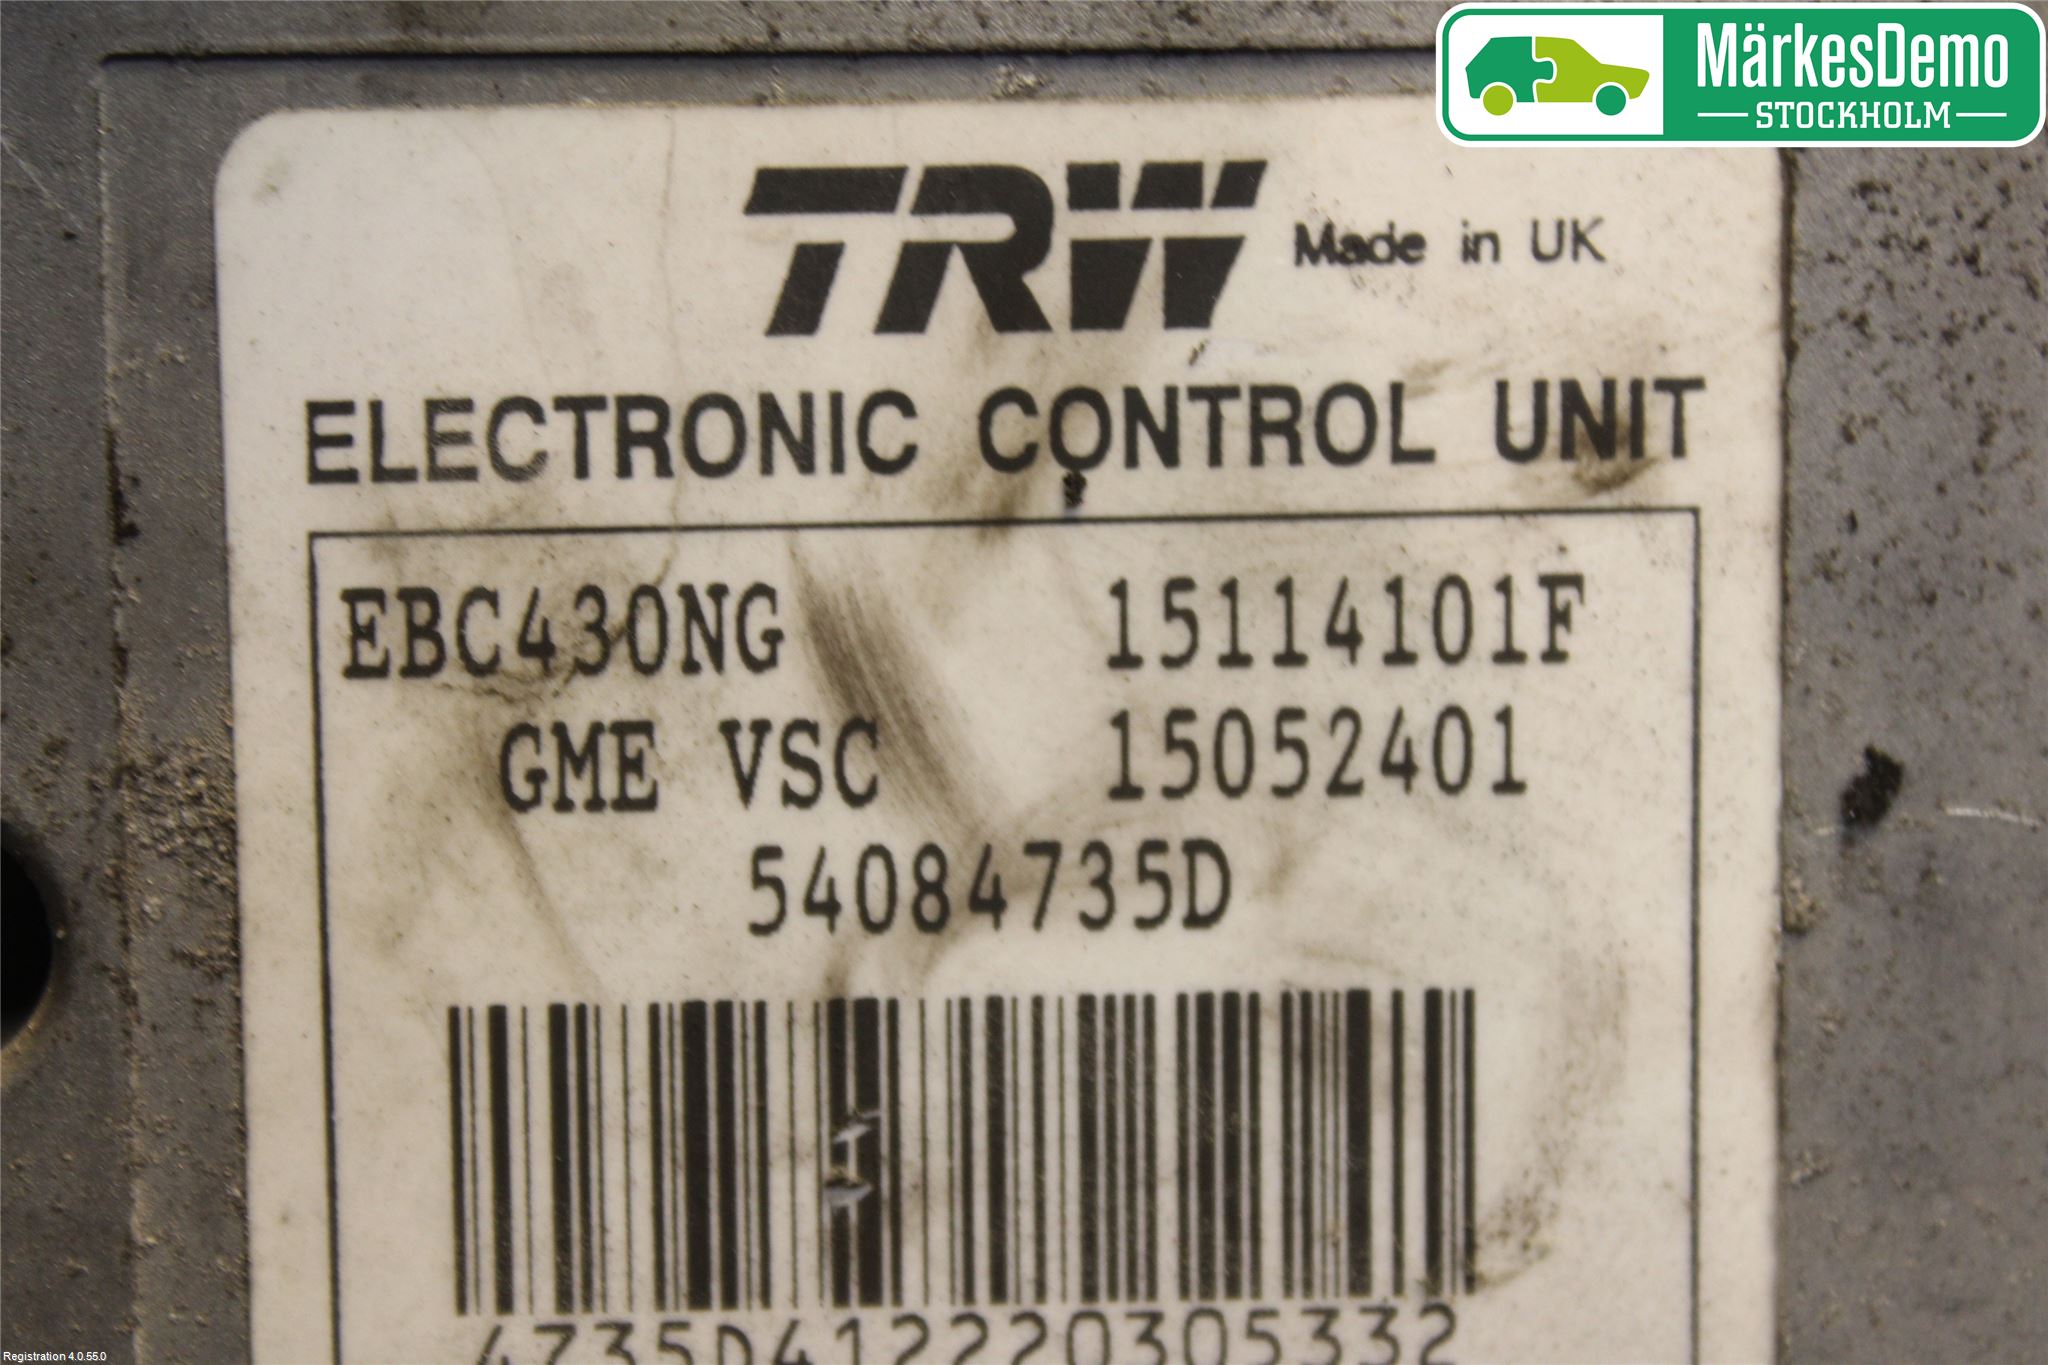 MärkesDemo
STOCKHOLM
TRW Made in UK
ELECTRONIC CONTROL UNIT
EBC430NG 15114101F
GME VSC 15052401
54084735D
4735D412220305332
Registration 4.0.55.0